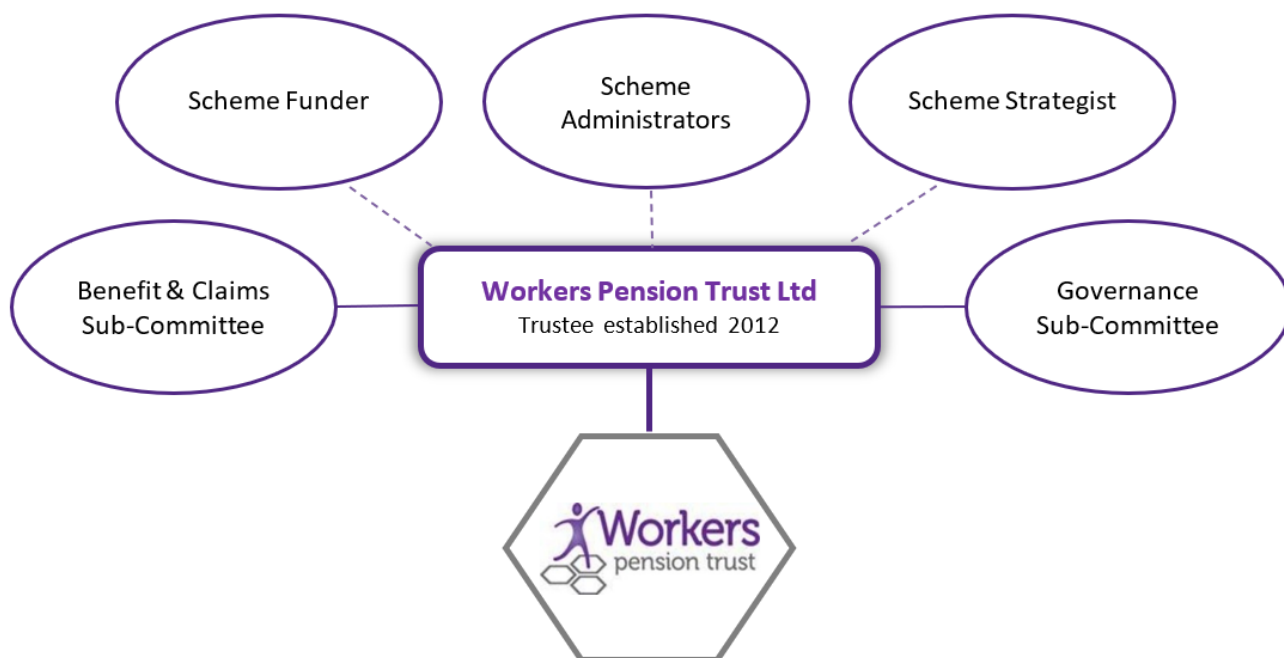 Scheme Funder
Scheme
Administrators
Scheme Strategist
Benefit & Claims
Sub-Committee
Workers Pension Trust Ltd
Trustee established 2012
Governance
Sub-Committee
Workers
pension trust